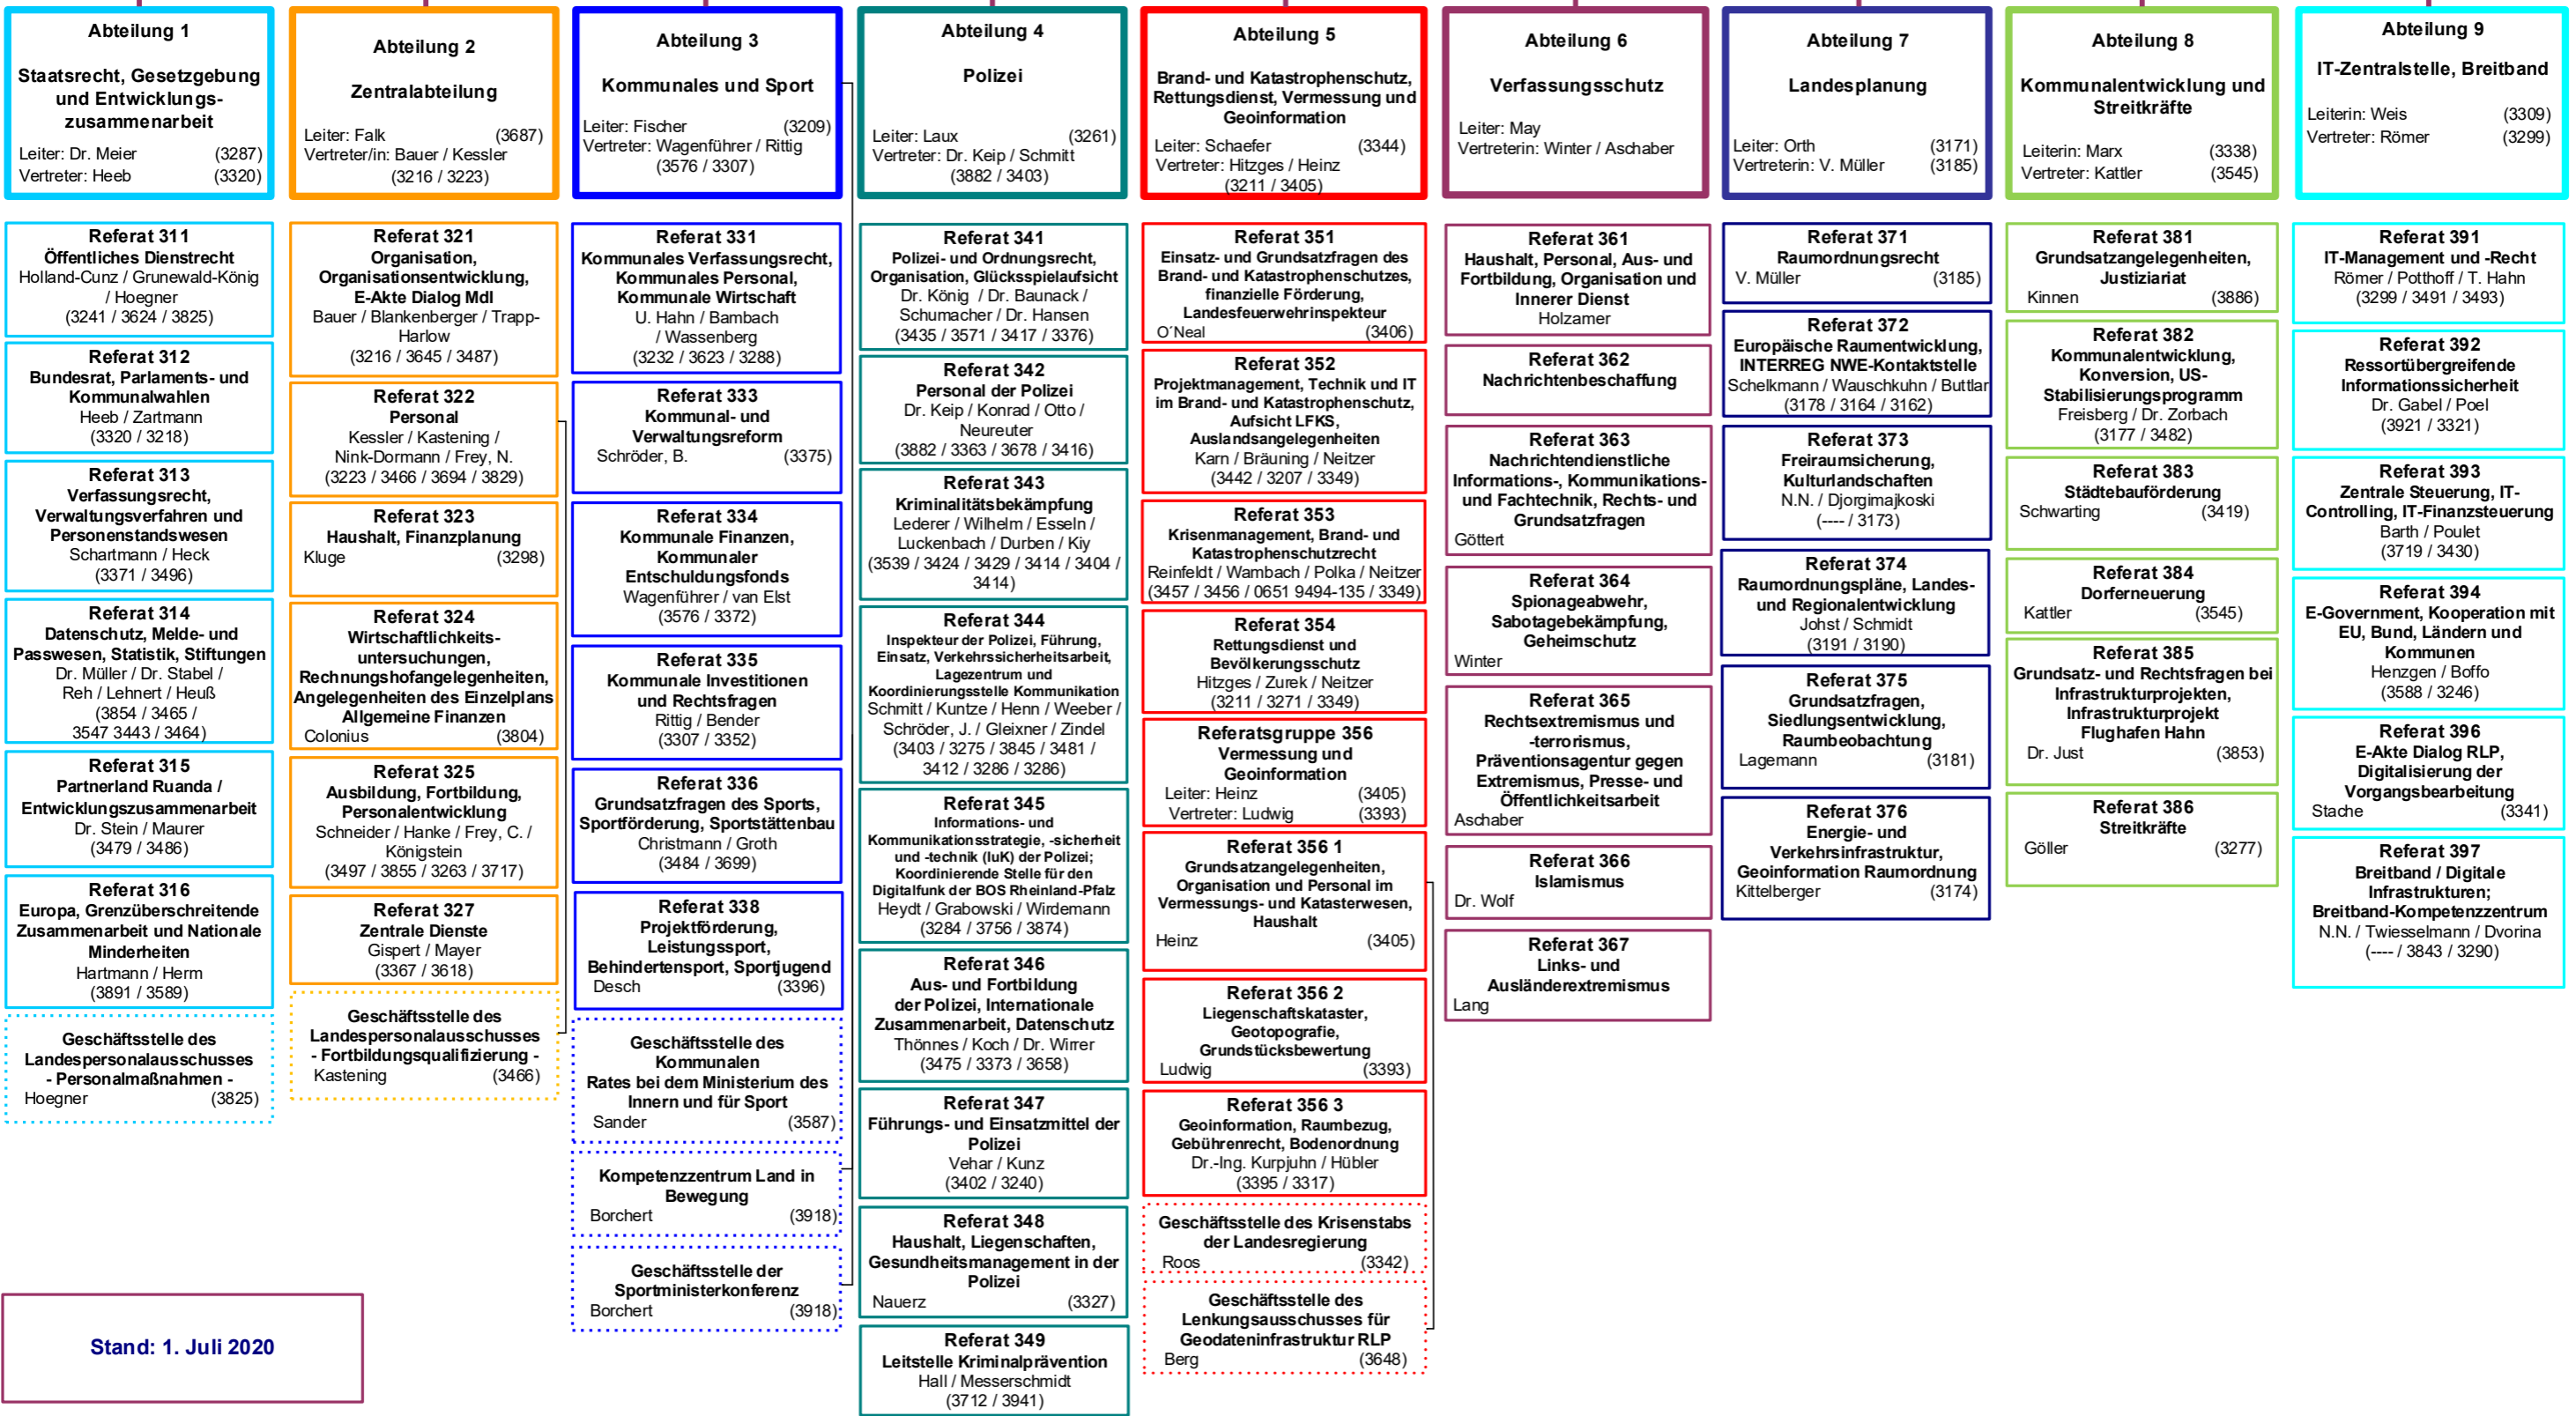 Abteilung 1
Staatsrecht, Gesetzgebung
und Entwicklungs-
zusammenarbeit
Leiter: Dr. Meier (3287)
Vertreter: Heeb (3320)
Referat 311
Öffentliches Dienstrecht
Holland-Cunz / Grunewald-König
/ Hoegner
(3241 / 3624 / 3825)
Referat 312
Bundesrat, Parlaments- und
Kommunalwahlen
Heeb / Zartmann
(3320 / 3218)
Referat 313
Verfassungsrecht,
Verwaltungsverfahren und
Personenstandswesen
Schartmann / Heck
(3371 / 3496)
Referat 314
Datenschutz, Melde- und
Passwesen, Statistik, Stiftungen
Dr. Müller / Dr. Stabel /
Reh / Lehnert / Heuß
(3854 / 3465 /
3547 3443 / 3464)
Referat 315
Partnerland Ruanda /
Entwicklungszusammenarbeit
Dr. Stein / Maurer
(3479 / 3486)
Referat 316
Europa, Grenzüberschreitende
Zusammenarbeit und Nationale
Minderheiten
Hartmann / Herm
(3891 / 3589)
Geschäftsstelle des
Landespersonalausschusses
- Personalmaßnahmen -
Hoegner (3825)
Stand: 1. Juli 2020
Abteilung 2
Zentralabteilung
Leiter: Falk (3687)
Vertreter/in: Bauer / Kessler
(3216 / 3223)
Referat 321
Organisation,
Organisationsentwicklung,
E-Akte Dialog MdI
Bauer / Blankenberger / Trapp-
Harlow
(3216 / 3645 / 3487)
Referat 322
Personal
Kessler / Kastening /
Nink-Dormann / Frey, N.
(3223 / 3466 / 3694 / 3829)
Referat 323
Haushalt, Finanzplanung
Kluge (3298)
Referat 324
Wirtschaftlichkeits-
untersuchungen,
Rechnungshofangelegenheiten,
Angelegenheiten des Einzelplans
Allgemeine Finanzen
Colonius (3804)
Referat 325
Ausbildung, Fortbildung,
Personalentwicklung
Schneider / Hanke / Frey, C. /
Königstein
(3497 / 3855 / 3263 / 3717)
Referat 327
Zentrale Dienste
Gispert / Mayer
(3367 / 3618)
Geschäftsstelle des
Landespersonalausschusses
- Fortbildungsqualifizierung -
Kastening (3466)
Abteilung 3
Kommunales und Sport
Leiter: Fischer (3209)
Vertreter: Wagenführer / Rittig
(3576 / 3307)
Referat 331
Kommunales Verfassungsrecht,
Kommunales Personal,
Kommunale Wirtschaft
U. Hahn / Bambach
/ Wassenberg
(3232 / 3623 / 3288)
Referat 333
Kommunal- und
Verwaltungsreform
Schröder, B. (3375)
Referat 334
Kommunale Finanzen,
Kommunaler
Entschuldungsfonds
Wagenführer / van Elst
(3576 / 3372)
Referat 335
Kommunale Investitionen
und Rechtsfragen
Rittig / Bender
(3307 / 3352)
Referat 336
Grundsatzfragen des Sports,
Sportförderung, Sportstättenbau
Christmann / Groth
(3484 / 3699)
Referat 338
Projektförderung,
Leistungssport,
Behindertensport, Sportjugend
Desch (3396)
Geschäftsstelle des
Kommunalen
Rates bei dem Ministerium des
Innern und für Sport
Sander (3587)
Kompetenzzentrum Land in
Bewegung
Borchert (3918)
Geschäftsstelle der
Sportministerkonferenz
Borchert (3918)
Abteilung 4
Polizei
Leiter: Laux (3261)
Vertreter: Dr. Keip / Schmitt
(3882 / 3403)
Referat 341
Polizei- und Ordnungsrecht,
Organisation, Glücksspielaufsicht
Dr. König / Dr. Baunack /
Schumacher / Dr. Hansen
(3435 / 3571 / 3417 / 3376)
Referat 342
Personal der Polizei
Dr. Keip / Konrad / Otto /
Neureuter
(3882 / 3363 / 3678 / 3416)
Referat 343
Kriminalitätsbekämpfung
Lederer / Wilhelm / Esseln /
Luckenbach / Durben / Kiy
(3539 / 3424 / 3429 / 3414 / 3404 /
3414)
Referat 344
Inspekteur der Polizei, Führung,
Einsatz, Verkehrssicherheitsarbeit,
Lagezentrum und
Koordinierungsstelle Kommunikation
Schmitt / Kuntze / Henn / Weeber /
Schröder, J. / Gleixner / Zindel
(3403 / 3275 / 3845 / 3481 /
3412 / 3286 / 3286)
Referat 345
Informations- und
Kommunikationsstrategie, -sicherheit
und -technik (IuK) der Polizei;
Koordinierende Stelle für den
Digitalfunk der BOS Rheinland-Pfalz
Heydt / Grabowski / Wirdemann
(3284 / 3756 / 3874)
Referat 346
Aus- und Fortbildung
der Polizei, Internationale
Zusammenarbeit, Datenschutz
Thönnes / Koch / Dr. Wirrer
(3475 / 3373 / 3658)
Referat 347
Führungs- und Einsatzmittel der
Polizei
Vehar / Kunz
(3402 / 3240)
Referat 348
Haushalt, Liegenschaften,
Gesundheitsmanagement in der
Polizei
Nauerz (3327)
Referat 349
Leitstelle Kriminalprävention
Hall / Messerschmidt
(3712 / 3941)
Abteilung 5
Brand- und Katastrophenschutz,
Rettungsdienst, Vermessung und
Geoinformation
Leiter: Schaefer (3344)
Vertreter: Hitzges / Heinz
(3211 / 3405)
Referat 351
Einsatz- und Grundsatzfragen des
Brand- und Katastrophenschutzes,
finanzielle Förderung,
Landesfeuerwehrinspekteur
O´Neal (3406)
Referat 352
Projektmanagement, Technik und IT
im Brand- und Katastrophenschutz,
Aufsicht LFKS,
Auslandsangelegenheiten
Karn / Bräuning / Neitzer
(3442 / 3207 / 3349)
Referat 353
Krisenmanagement, Brand- und
Katastrophenschutzrecht
Reinfeldt / Wambach / Polka / Neitzer
(3457 / 3456 / 0651 9494-135 / 3349)
Referat 354
Rettungsdienst und
Bevölkerungsschutz
Hitzges / Zurek / Neitzer
(3211 / 3271 / 3349)
Referatsgruppe 356
Vermessung und
Geoinformation
Leiter: Heinz (3405)
Vertreter: Ludwig (3393)
Referat 356 1
Grundsatzangelegenheiten,
Organisation und Personal im
Vermessungs- und Katasterwesen,
Haushalt
Heinz (3405)
Referat 356 2
Liegenschaftskataster,
Geotopografie,
Grundstücksbewertung
Ludwig (3393)
Referat 356 3
Geoinformation, Raumbezug,
Gebührenrecht, Bodenordnung
Dr.-Ing. Kurpjuhn / Hübler
(3395 / 3317)
Geschäftsstelle des Krisenstabs
der Landesregierung
Roos (3342)
Geschäftsstelle des
Lenkungsausschusses für
Geodateninfrastruktur RLP
Berg (3648)
Abteilung 6
Verfassungsschutz
Leiter: May
Vertreterin: Winter / Aschaber
Referat 361
Haushalt, Personal, Aus- und
Fortbildung, Organisation und
Innerer Dienst
Holzamer
Referat 362
Nachrichtenbeschaffung
Referat 363
Nachrichtendienstliche
Informations-, Kommunikations-
und Fachtechnik, Rechts- und
Grundsatzfragen
Göttert
Referat 364
Spionageabwehr,
Sabotagebekämpfung,
Geheimschutz
Winter
Referat 365
Rechtsextremismus und
-terrorismus,
Präventionsagentur gegen
Extremismus, Presse- und
Öffentlichkeitsarbeit
Aschaber
Referat 366
Islamismus
Dr. Wolf
Referat 367
Links- und
Ausländerextremismus
Lang
Abteilung 7
Landesplanung
Leiter: Orth (3171)
Vertreterin: V. Müller (3185)
Referat 371
Raumordnungsrecht
V. Müller (3185)
Referat 372
Europäische Raumentwicklung,
INTERREG NWE-Kontaktstelle
Schelkmann / Wauschkuhn / Buttlar
(3178 / 3164 / 3162)
Referat 373
Freiraumsicherung,
Kulturlandschaften
N.N. / Djorgimajkoski
(---- / 3173)
Referat 374
Raumordnungspläne, Landes-
und Regionalentwicklung
Johst / Schmidt
(3191 / 3190)
Referat 375
Grundsatzfragen,
Siedlungsentwicklung,
Raumbeobachtung
Lagemann (3181)
Referat 376
Energie- und
Verkehrsinfrastruktur,
Geoinformation Raumordnung
Kittelberger (3174)
Abteilung 8
Kommunalentwicklung und
Streitkräfte
Leiterin: Marx (3338)
Vertreter: Kattler (3545)
Referat 381
Grundsatzangelegenheiten,
Justiziariat
Kinnen (3886)
Referat 382
Kommunalentwicklung,
Konversion, US-
Stabilisierungsprogramm
Freisberg / Dr. Zorbach
(3177 / 3482)
Referat 383
Städtebauförderung
Schwarting (3419)
Referat 384
Dorferneuerung
Kattler (3545)
Referat 385
Grundsatz- und Rechtsfragen bei
Infrastrukturprojekten,
Infrastrukturprojekt
Flughafen Hahn
Dr. Just (3853)
Referat 386
Streitkräfte
Göller (3277)
Abteilung 9
IT-Zentralstelle, Breitband
Leiterin: Weis (3309)
Vertreter: Römer (3299)
Referat 391
IT-Management und -Recht
Römer / Potthoff / T. Hahn
(3299 / 3491 / 3493)
Referat 392
Ressortübergreifende
Informationssicherheit
Dr. Gabel / Poel
(3921 / 3321)
Referat 393
Zentrale Steuerung, IT-
Controlling, IT-Finanzsteuerung
Barth / Poulet
(3719 / 3430)
Referat 394
E-Government, Kooperation mit
EU, Bund, Ländern und
Kommunen
Henzgen / Boffo
(3588 / 3246)
Referat 396
E-Akte Dialog RLP,
Digitalisierung der
Vorgangsbearbeitung
Stache (3341)
Referat 397
Breitband / Digitale
Infrastrukturen;
Breitband-Kompetenzzentrum
N.N. / Twiesselmann / Dvorina
(---- / 3843 / 3290)